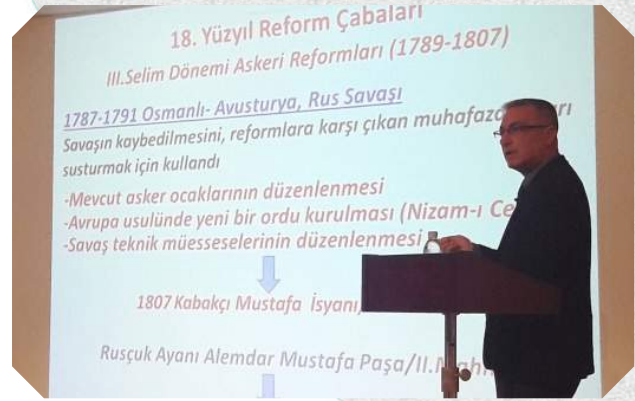 18. Yüzyıl Reform Çabaları
III.Selim Dönemi Askeri Reformları (1789-1807)
1787-1791 Osmanlı- Avusturya, Rus Savaşı
Savaşın kaybedilmesini, reformlara karşı çıkan
susturmak için kullandı
-Mevcut asker ocaklarının düzenlenmesi
-Avrupa usulünde yeni bir ordu kurulması (Nizam-ı
-Savaş teknik müesseselerinin düzenlenmesi
1807 Kabakçı Mustafa İsyanı,
Rusçuk Ayanı Alemdar Mustafa Paşa/II.